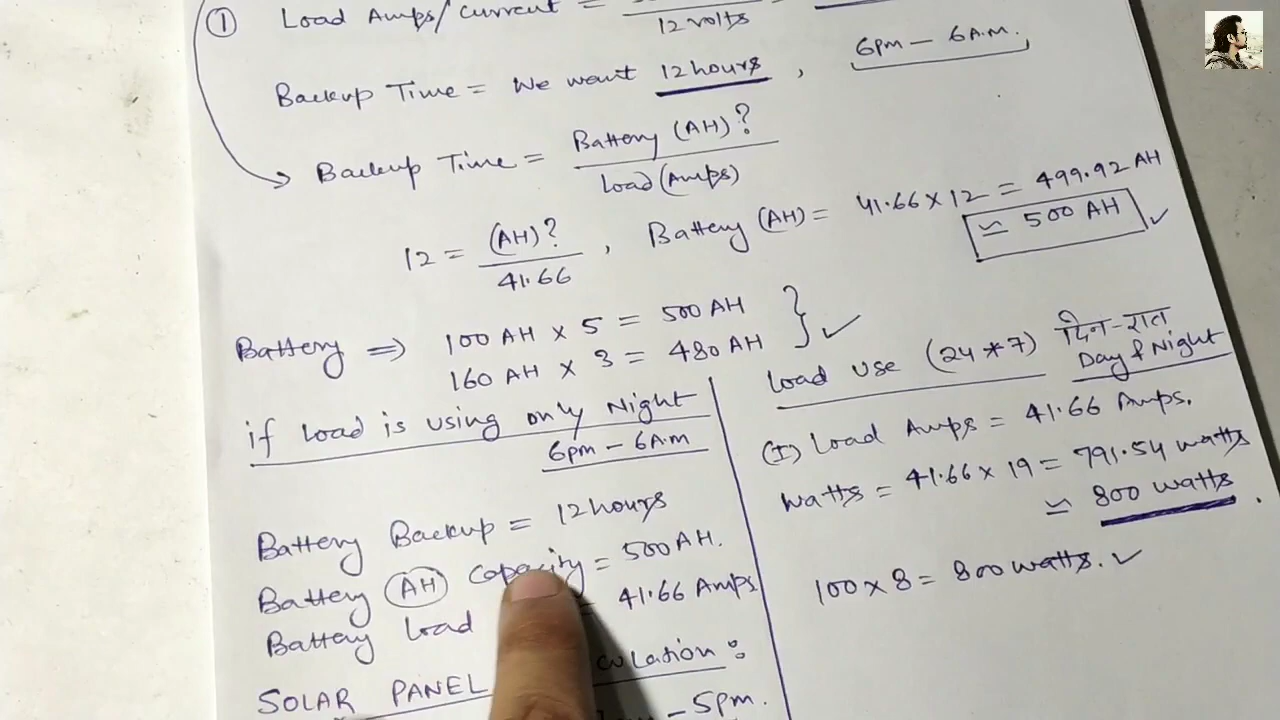 ① Load Amps/current =
12 volts
Backup Time = We want 12 hours, 6pm – 6A.M.
Backup Time = Battery (AH)? / Load (Amps)
12 = (AH)? / 41.66 , Battery (AH) = 41.66 × 12 = 499.92 AH
≃ 500 AH ✓
Battery ⇒ 100 AH × 5 = 500 AH
160 AH × 3 = 480 AH } ✓
if Load is using only Night
6pm – 6A.M
Battery Backup = 12 hours
Battery (AH) Capacity = 500 AH.
Battery Load = 41.66 Amps
SOLAR PANEL
– 5pm.
Load use (24*7) दिन-रात
Day & Night
(I) Load Amps = 41.66 Amps.
Watts = 41.66 × 19 = 791.54 watts
≃ 800 watts.
100 × 8 = 800 watts. ✓